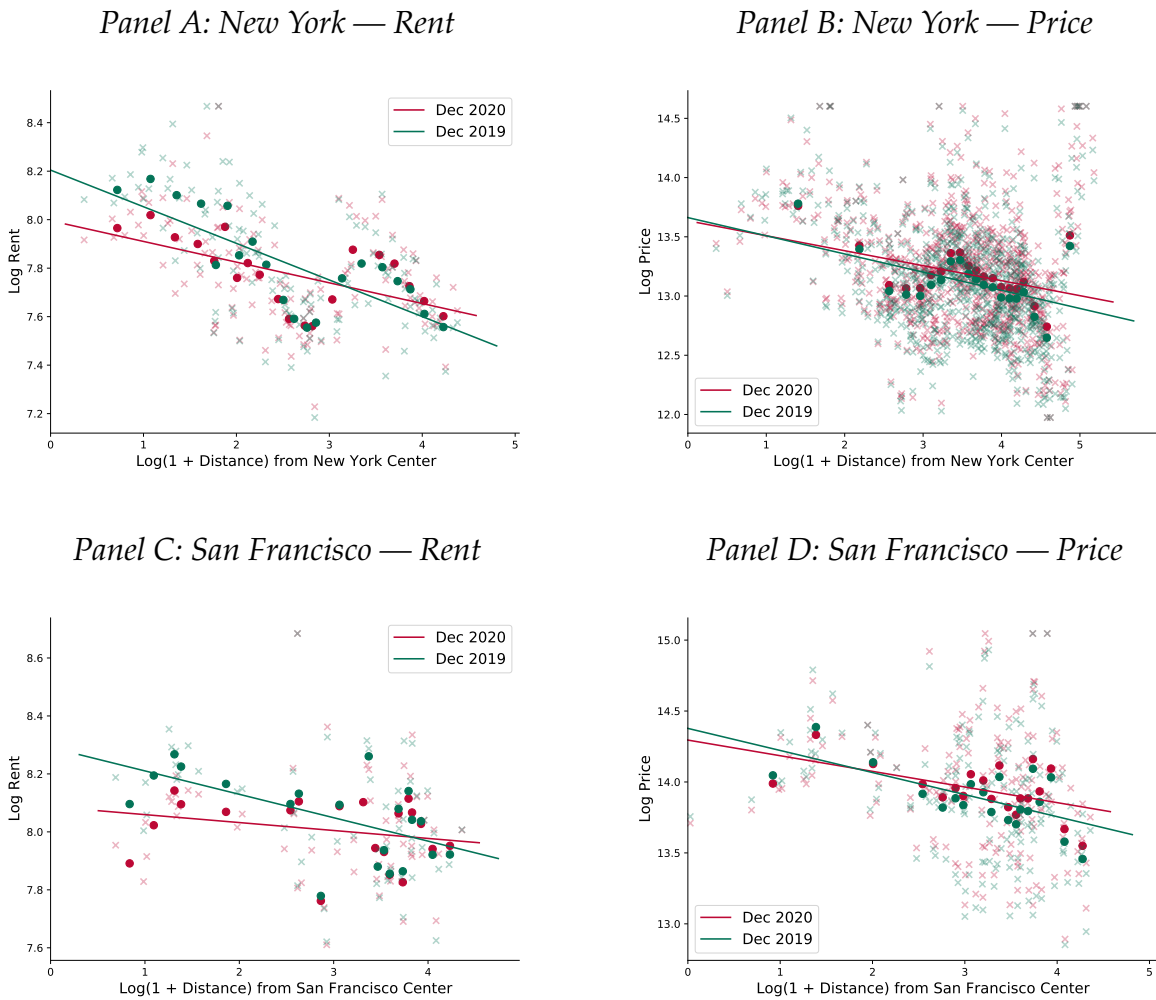 Panel A: New York — Rent
Panel B: New York — Price
8.4
8.2
8.0
7.8
7.6
7.4
7.2
Log Rent
Dec 2020
Dec 2019
0 1 2 3 4 5
Log(1 + Distance) from New York Center
14.5
14.0
13.5
13.0
12.5
12.0
Log Price
Dec 2020
Dec 2019
0 1 2 3 4 5
Log(1 + Distance) from New York Center
Panel C: San Francisco — Rent
Panel D: San Francisco — Price
8.6
8.4
8.2
8.0
7.8
7.6
Log Rent
Dec 2020
Dec 2019
0 1 2 3 4
Log(1 + Distance) from San Francisco Center
15.0
14.5
14.0
13.5
13.0
Log Price
Dec 2020
Dec 2019
0 1 2 3 4 5
Log(1 + Distance) from San Francisco Center